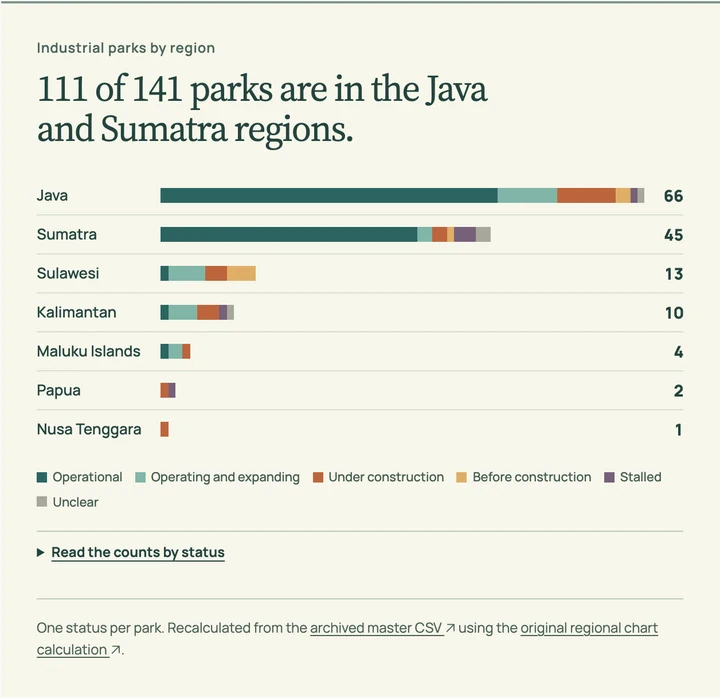 Industrial parks by region
111 of 141 parks are in the Java
and Sumatra regions.
Java 66
Sumatra 45
Sulawesi 13
Kalimantan 10
Maluku Islands 4
Papua 2
Nusa Tenggara 1
Operational Operating and expanding Under construction Before construction Stalled
Unclear
Read the counts by status
One status per park. Recalculated from the archived master CSV ↗ using the original regional chart
calculation ↗.